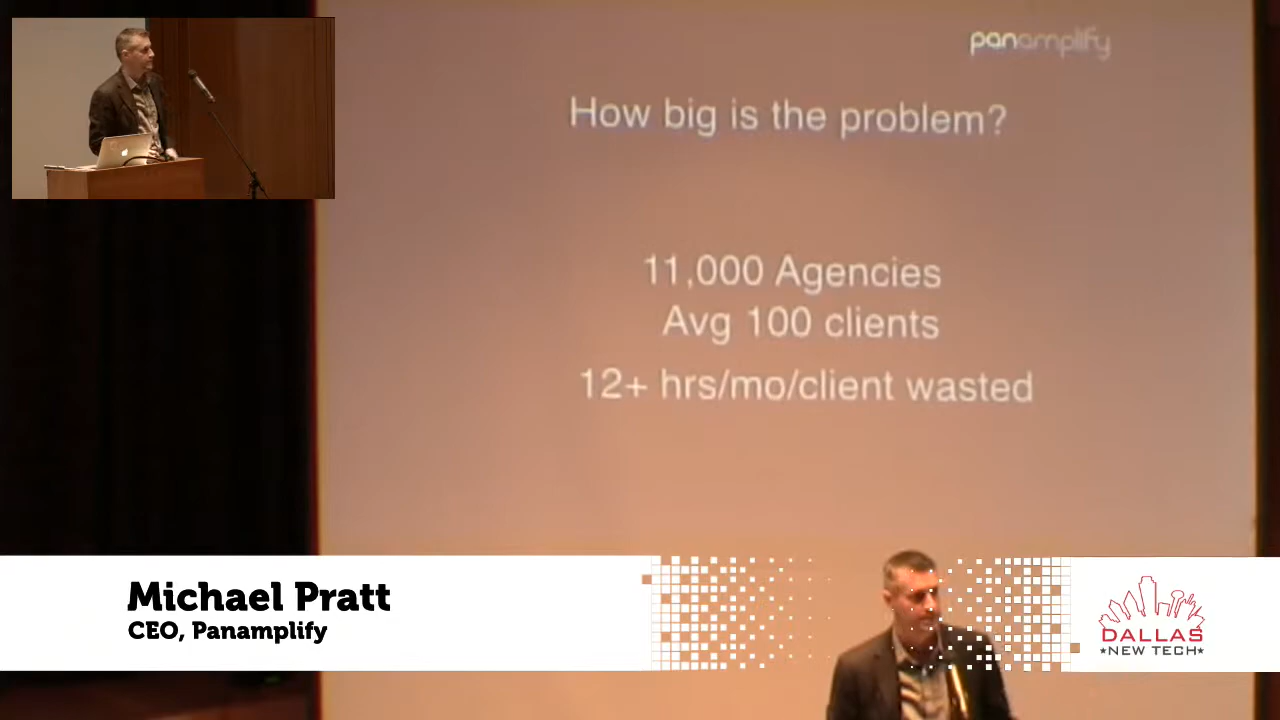 panamplify
How big is the problem?
11,000 Agencies
Avg 100 clients
12+ hrs/mo/client wasted
Michael Pratt
CEO, Panamplify
DALLAS
★NEW TECH★